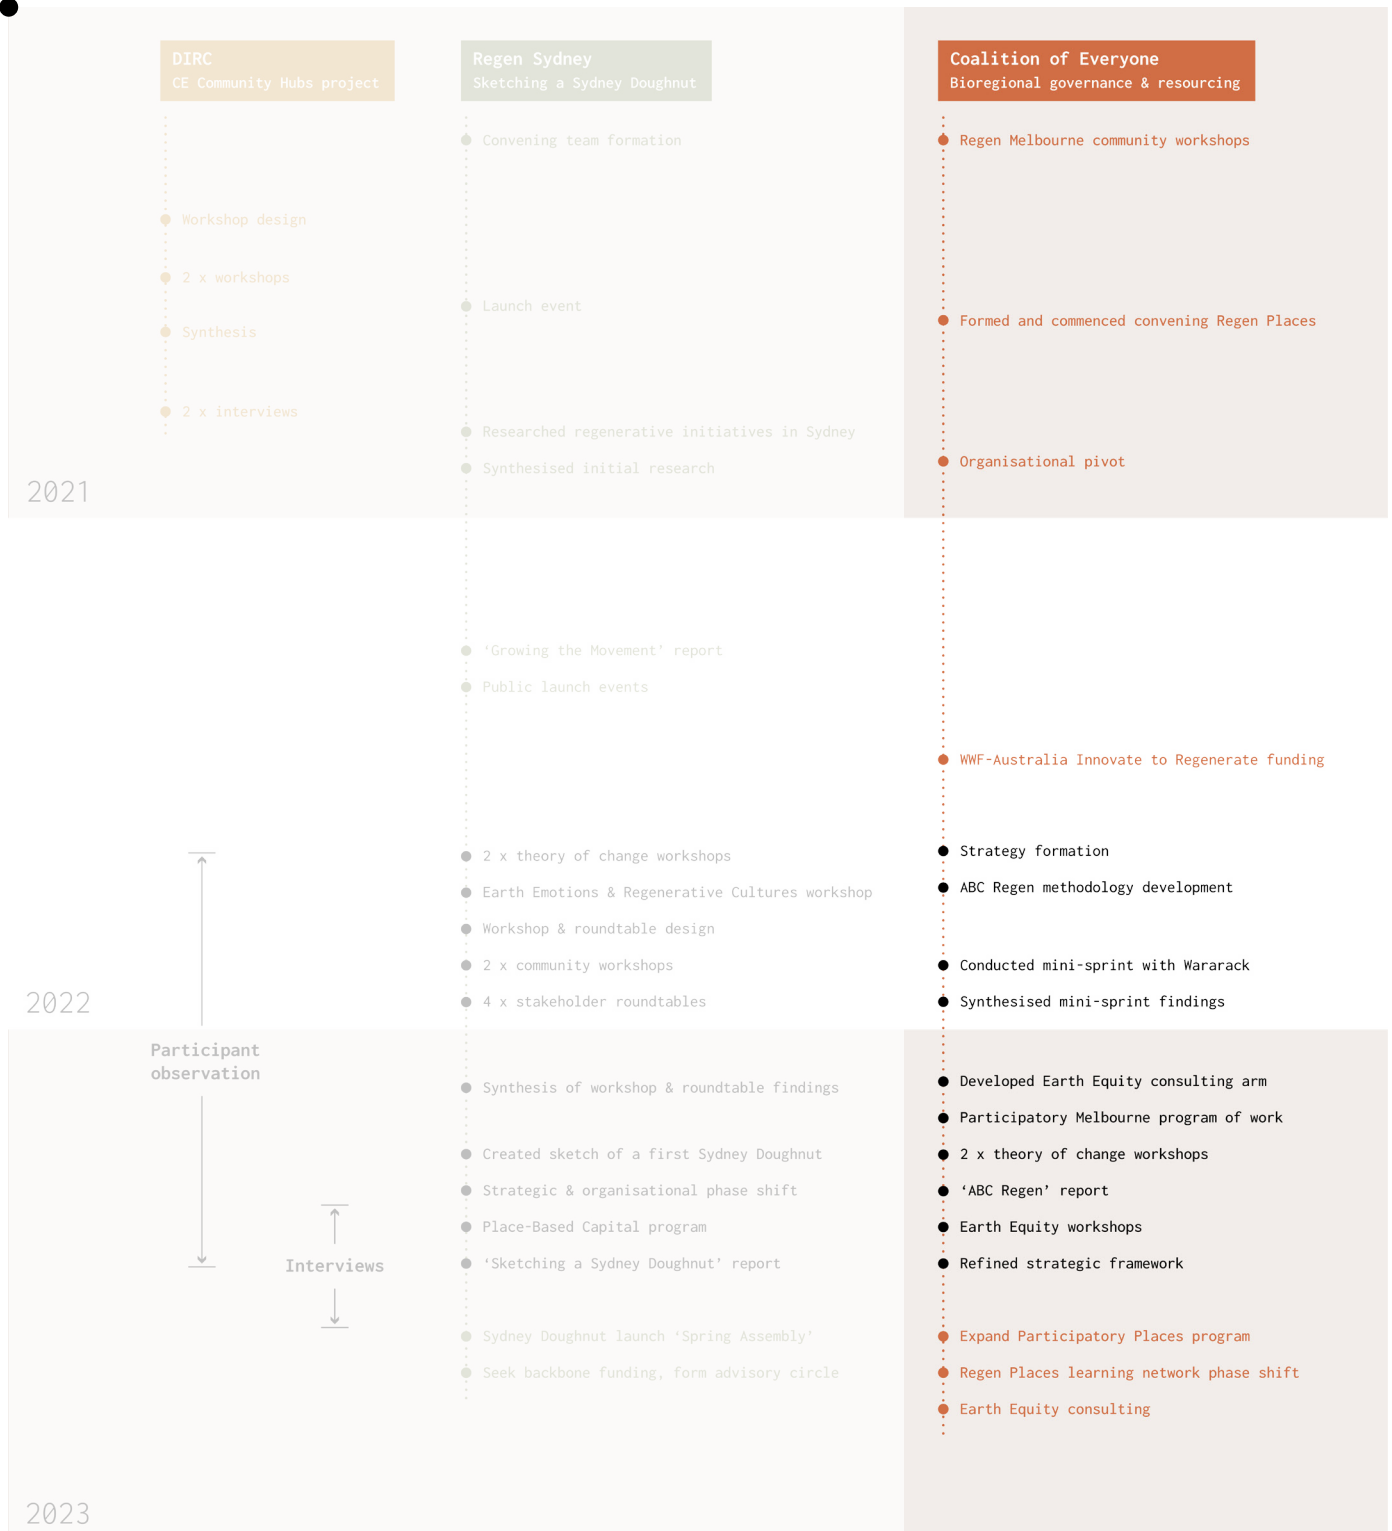 DIRC
CE Community Hubs project
Workshop design
2 x workshops
Synthesis
2 x interviews
Regen Sydney
Sketching a Sydney Doughnut
Convening team formation
Launch event
Researched regenerative initiatives in Sydney
Synthesised initial research
‘Growing the Movement’ report
Public launch events
2 x theory of change workshops
Earth Emotions & Regenerative Cultures workshop
Workshop & roundtable design
2 x community workshops
4 x stakeholder roundtables
Synthesis of workshop & roundtable findings
Created sketch of a first Sydney Doughnut
Strategic & organisational phase shift
Place-Based Capital program
‘Sketching a Sydney Doughnut’ report
Sydney Doughnut launch ‘Spring Assembly’
Seek backbone funding, form advisory circle
Coalition of Everyone
Bioregional governance & resourcing
Regen Melbourne community workshops
Formed and commenced convening Regen Places
Organisational pivot
WWF-Australia Innovate to Regenerate funding
Strategy formation
ABC Regen methodology development
Conducted mini-sprint with Wararack
Synthesised mini-sprint findings
Developed Earth Equity consulting arm
Participatory Melbourne program of work
2 x theory of change workshops
‘ABC Regen’ report
Earth Equity workshops
Refined strategic framework
Expand Participatory Places program
Regen Places learning network phase shift
Earth Equity consulting
2021
2022
Participant
observation
Interviews
2023